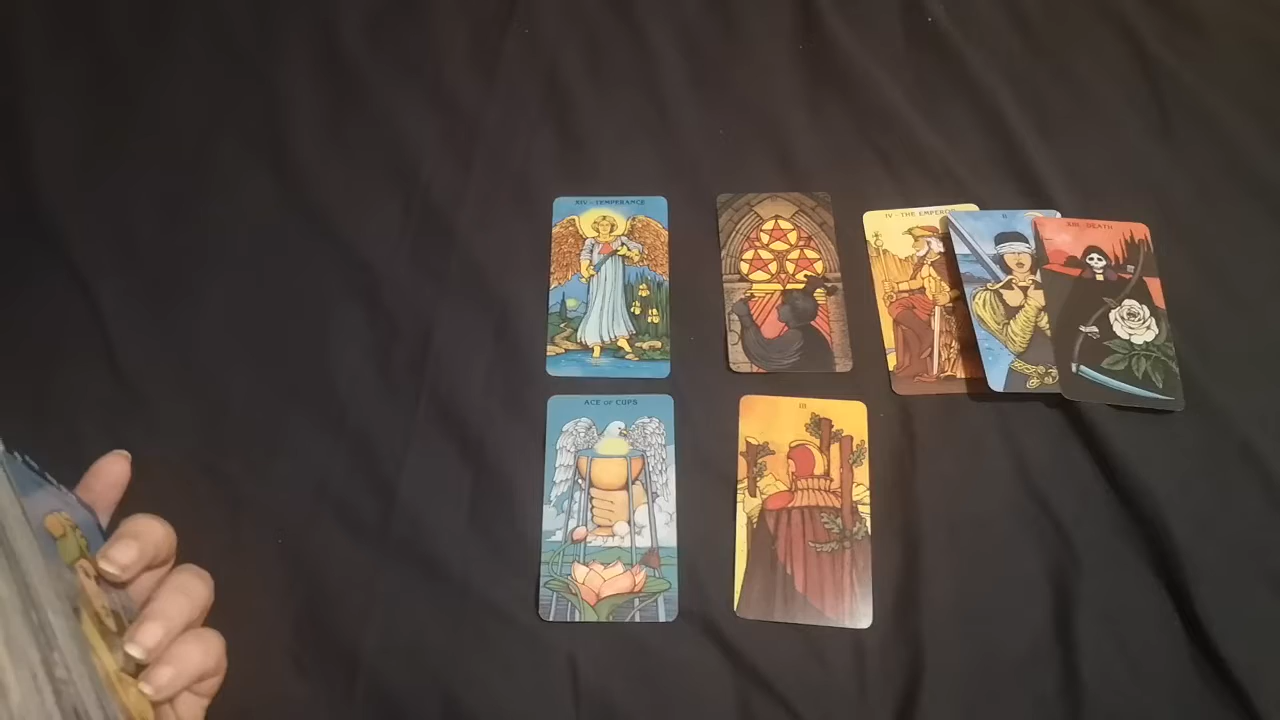 XIV · TEMPERANCE
IV · THE EMPEROR
II
XIII · DEATH
ACE OF CUPS
III